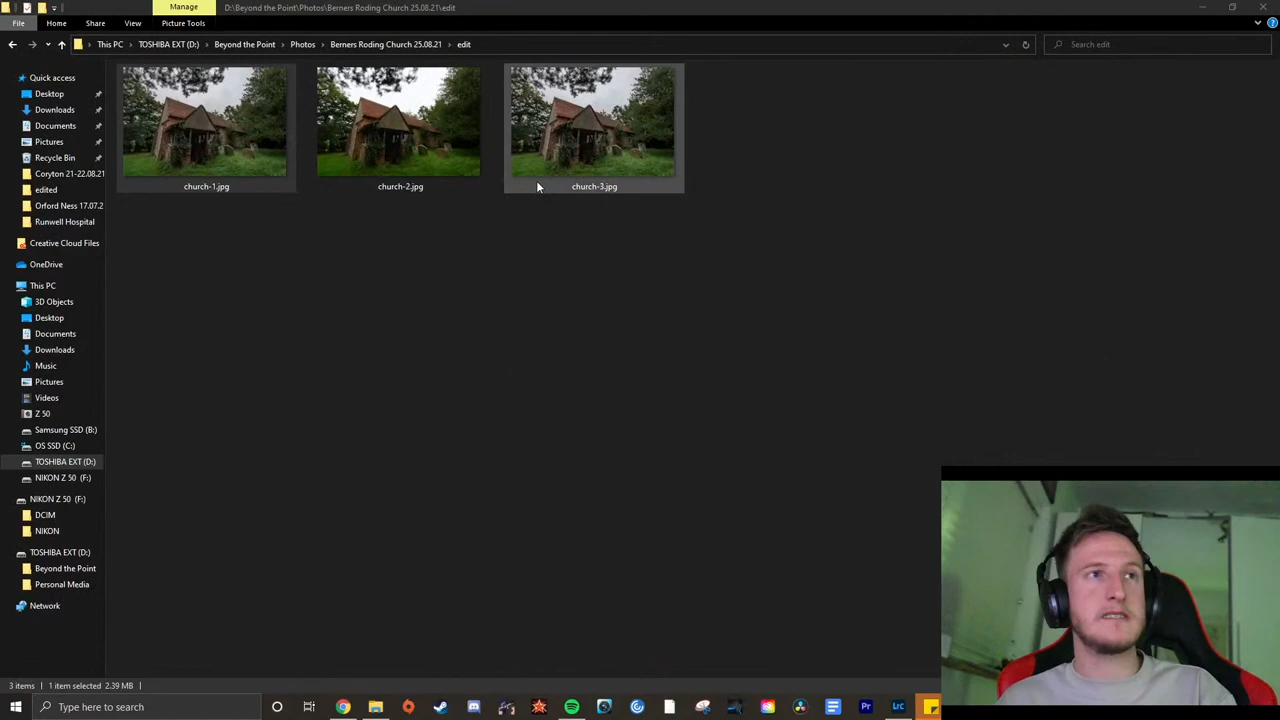 Manage
D:\Beyond the Point\Photos\Berners Roding Church 25.08.21\edit
File
Home
Share
View
Picture Tools
This PC
TOSHIBA EXT (D:)
Beyond the Point
Photos
Berners Roding Church 25.08.21
edit
Search edit
Quick access
Desktop
Downloads
Documents
Pictures
Recycle Bin
Coryton 21-22.08.21
edited
Orford Ness 17.07.2
Runwell Hospital
Creative Cloud Files
OneDrive
This PC
3D Objects
Desktop
Documents
Downloads
Music
Pictures
Videos
Z 50
Samsung SSD (B:)
OS SSD (C:)
TOSHIBA EXT (D:)
NIKON Z 50 (F:)
NIKON Z 50 (F:)
DCIM
NIKON
TOSHIBA EXT (D:)
Beyond the Point
Personal Media
Network
church-1.jpg
church-2.jpg
church-3.jpg
3 items
1 item selected 2.39 MB
Type here to search
Pr
Lrc